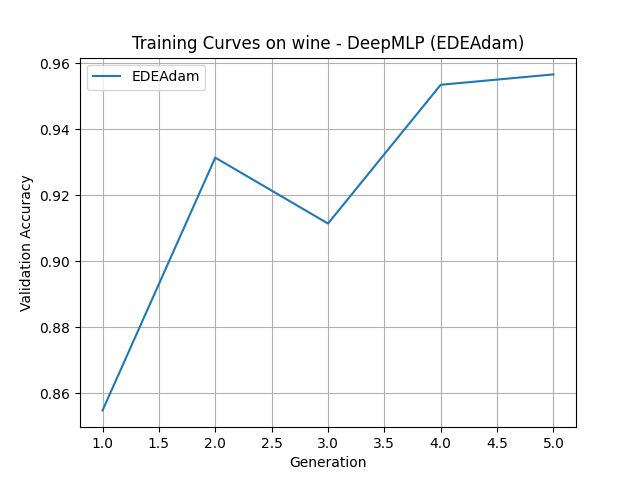 Training Curves on wine - DeepMLP (EDEAdam)
EDEAdam
Validation Accuracy
0.96
0.94
0.92
0.90
0.88
0.86
1.0 1.5 2.0 2.5 3.0 3.5 4.0 4.5 5.0
Generation